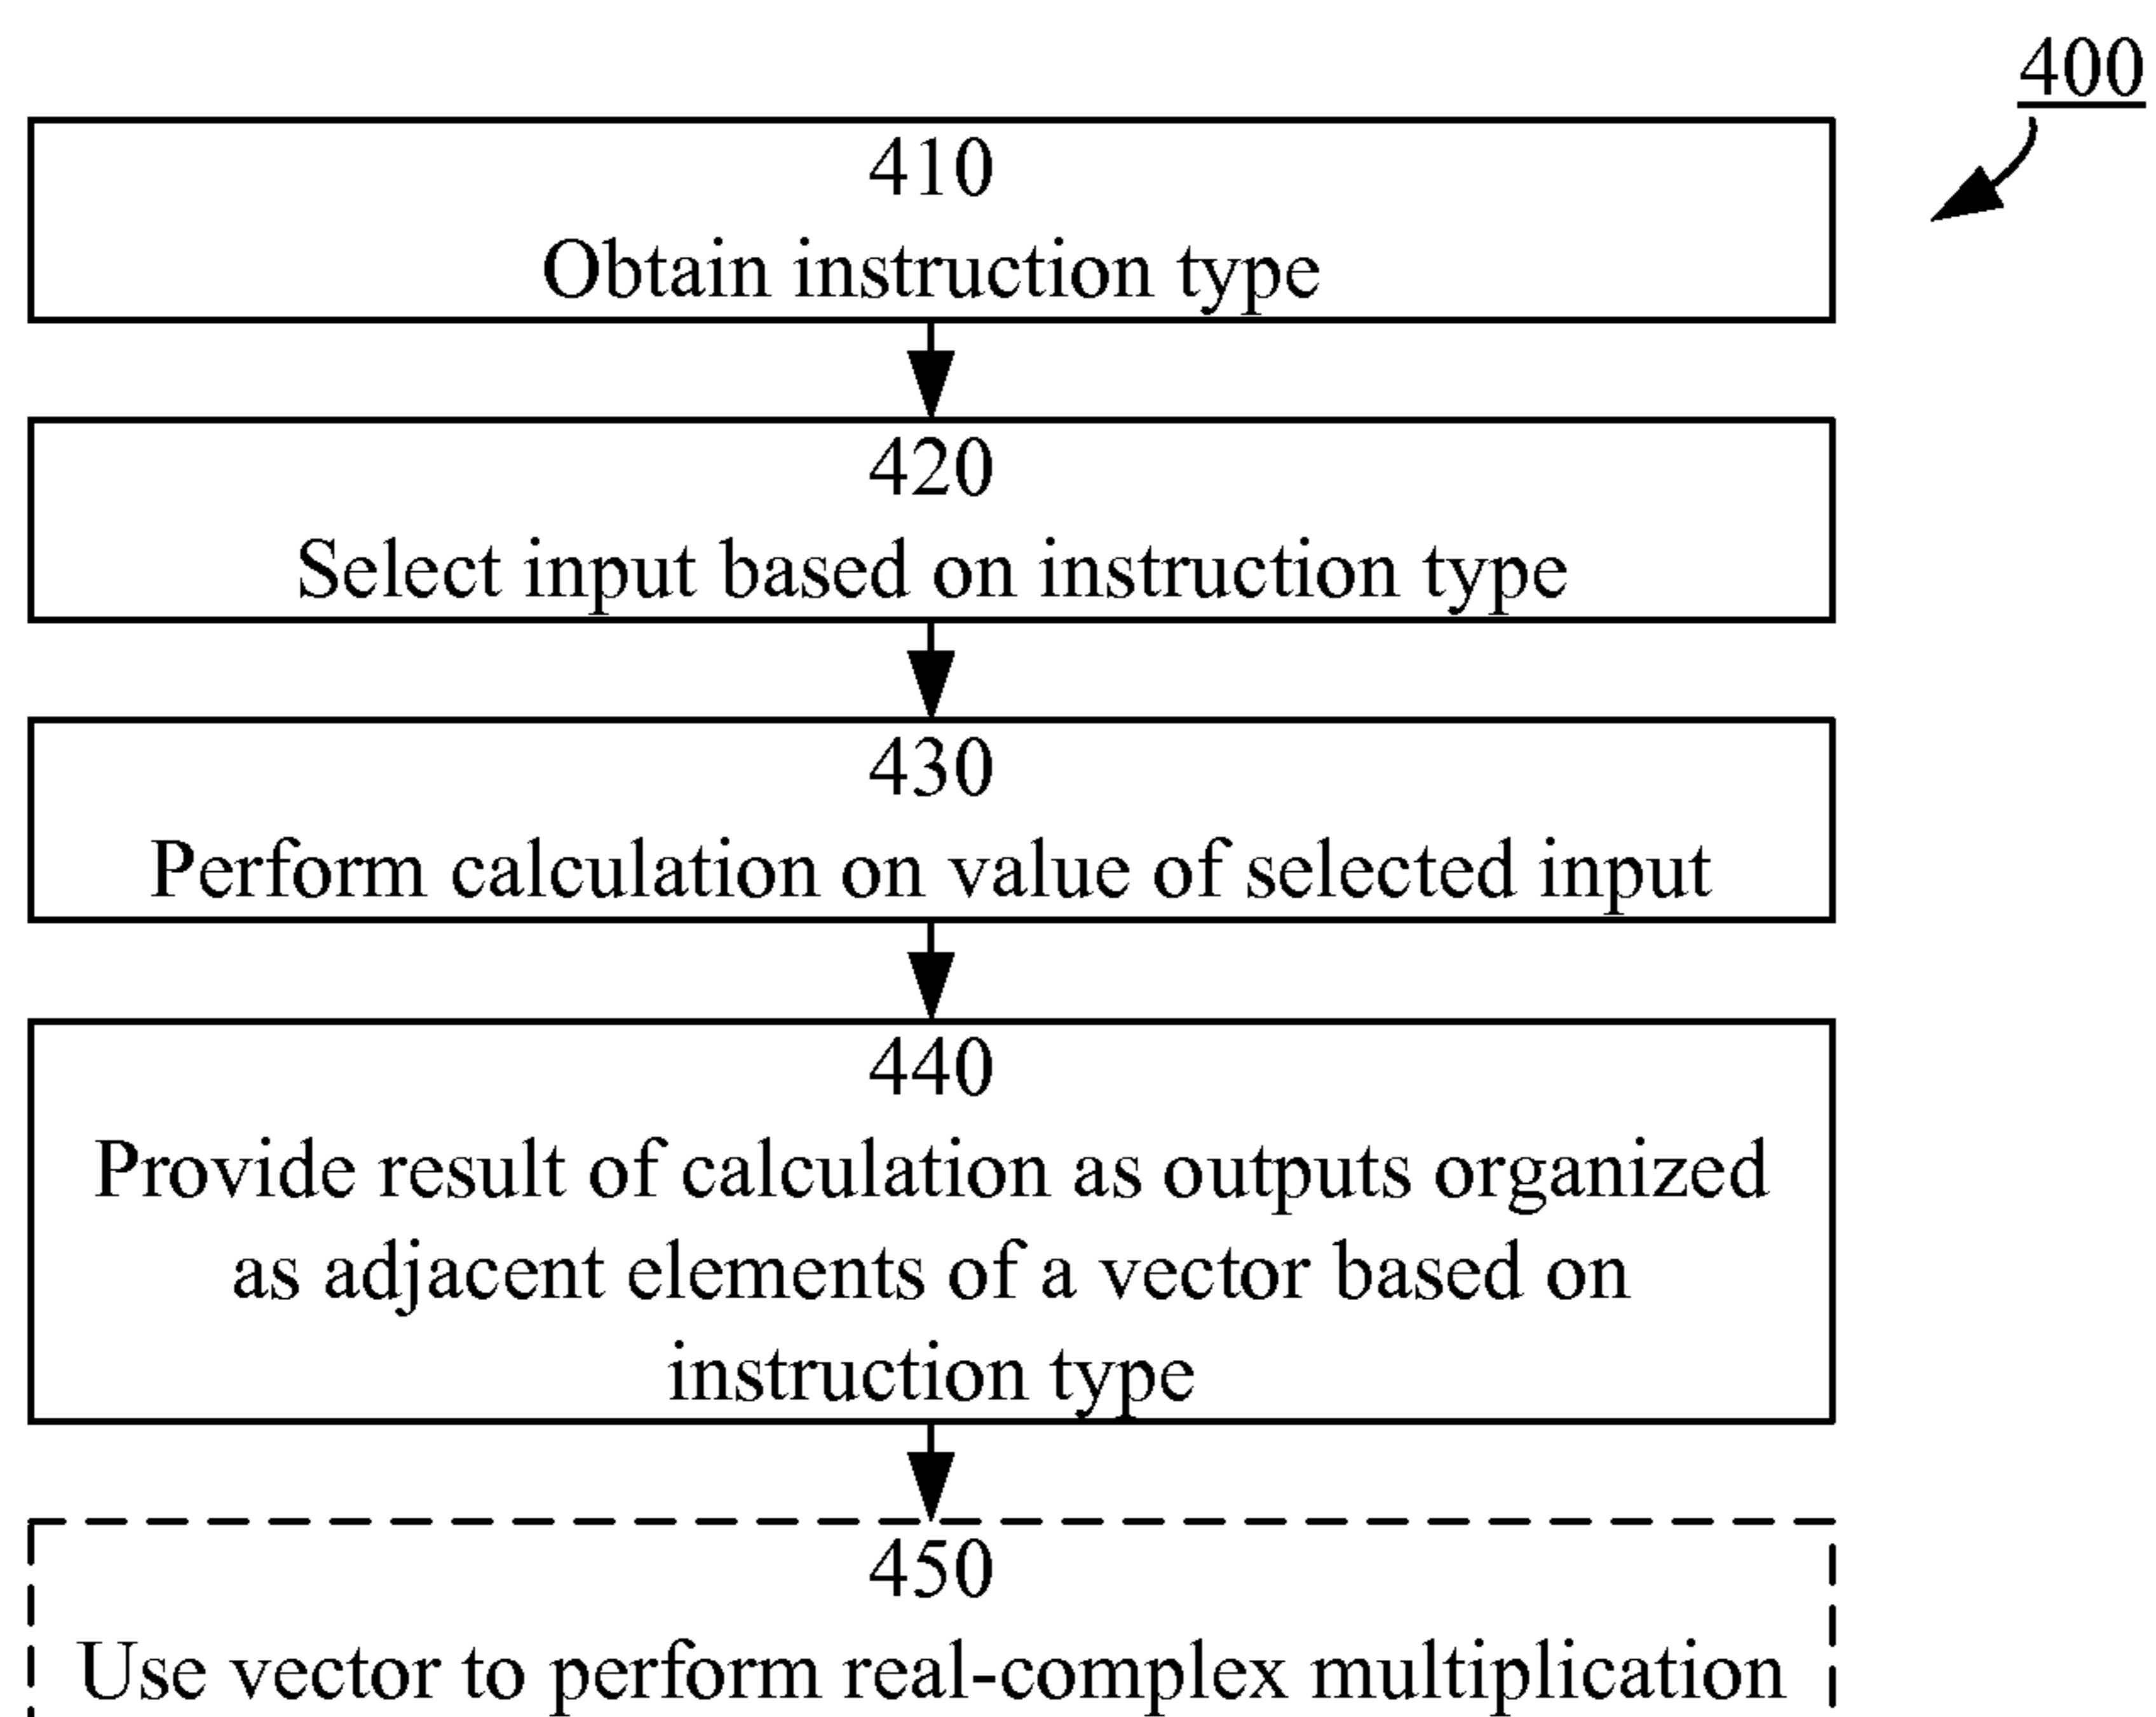 400
410
Obtain instruction type
420
Select input based on instruction type
430
Perform calculation on value of selected input
440
Provide result of calculation as outputs organized
as adjacent elements of a vector based on
instruction type
450
Use vector to perform real-complex multiplication